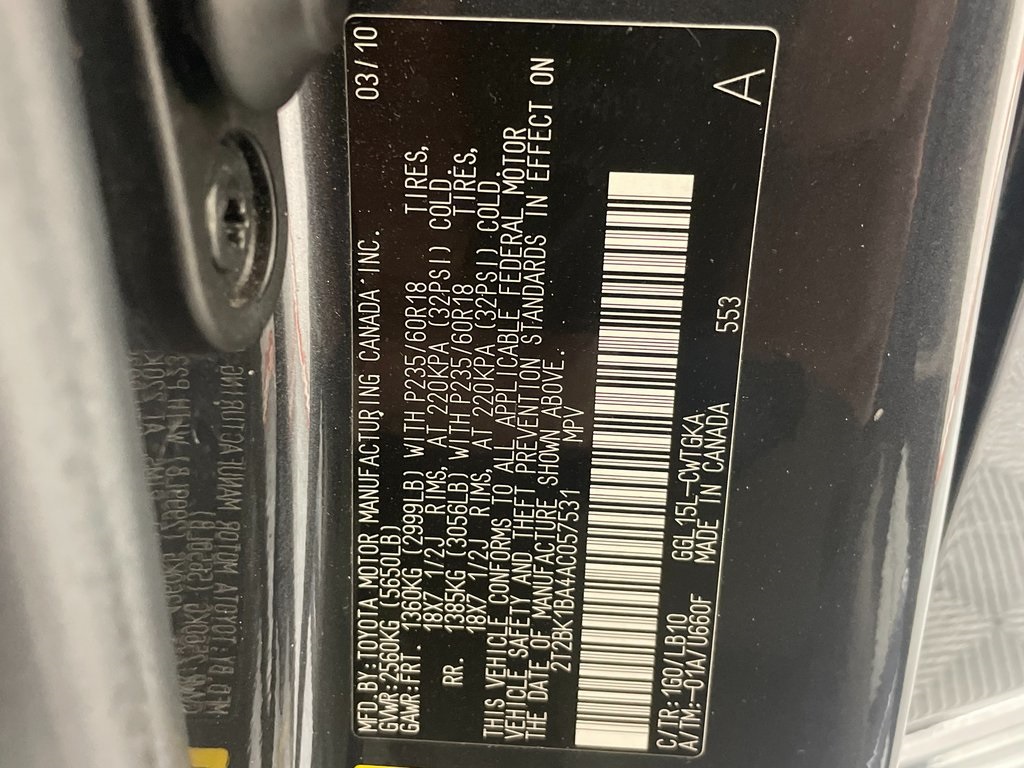 MFD.BY:TOYOTA MOTOR MANUFACTURING CANADA INC. 03/10
GVWR:2560KG (5650LB)
GAWR:FRT. 1360KG (2999LB) WITH P235/60R18 TIRES,
18X7 1/2J RIMS, AT 220KPA (32PSI) COLD.
RR. 1385KG (3056LB) WITH P235/60R18 TIRES,
18X7 1/2J RIMS, AT 220KPA (32PSI) COLD.
THIS VEHICLE CONFORMS TO ALL APPLICABLE FEDERAL MOTOR
VEHICLE SAFETY AND THEFT PREVENTION STANDARDS IN EFFECT ON
THE DATE OF MANUFACTURE SHOWN ABOVE.
2T2BK1BA4AC057531 MPV
C/TR:1G0/LB10 GGL15L-CWTGKA
A/TM:-01A/U660F MADE IN CANADA 553 A